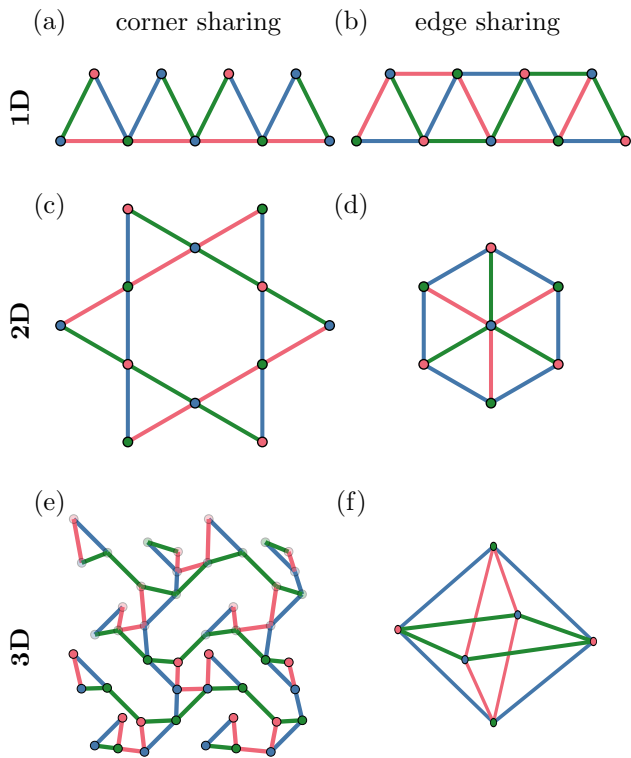 (a) corner sharing (b) edge sharing
1D
(c) (d)
2D
(e) (f)
3D